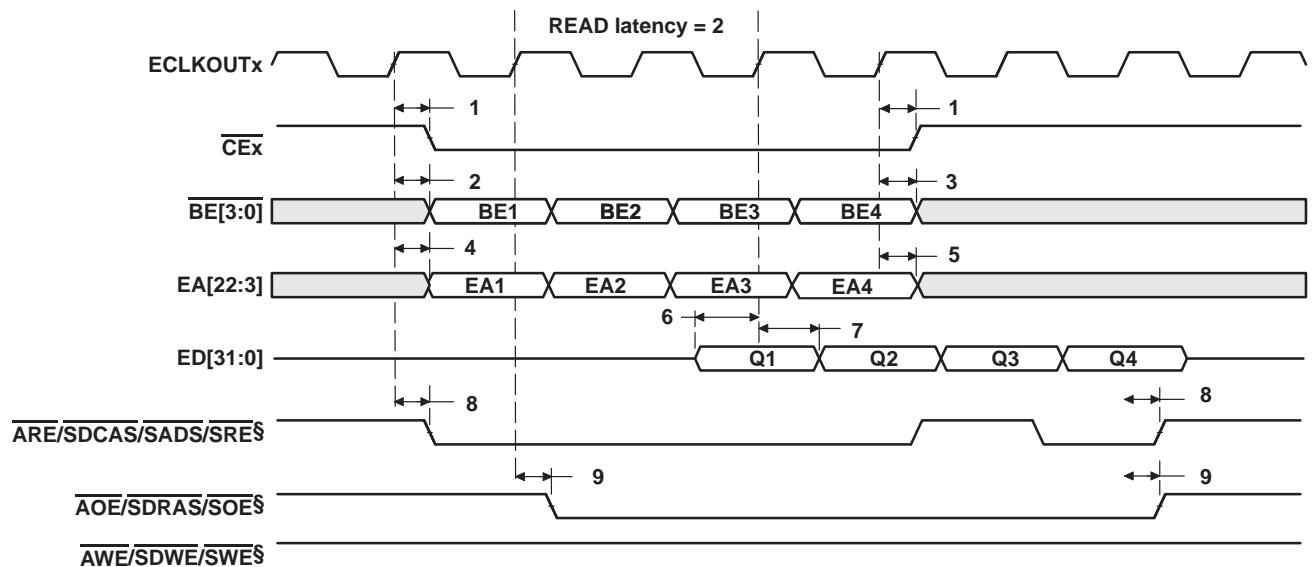 READ latency = 2
ECLKOUTx
1 1
CEx
2 3
BE[3:0] BE1 BE2 BE3 BE4
4 5
EA[22:3] EA1 EA2 EA3 EA4
6 7
ED[31:0] Q1 Q2 Q3 Q4
8 8
ARE/SDCAS/SADS/SRE§
9 9
AOE/SDRAS/SOE§
AWE/SDWE/SWE§